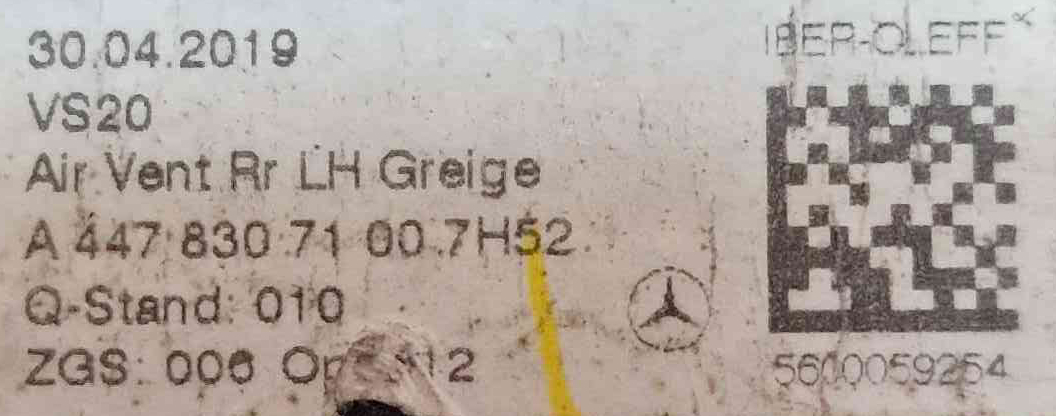 30.04.2019
VS20
Air Vent Rr LH Greige
A 447 830 71 00 7H52
Q-Stand: 010
ZGS: 006
IBER-OLEFF
5600059254